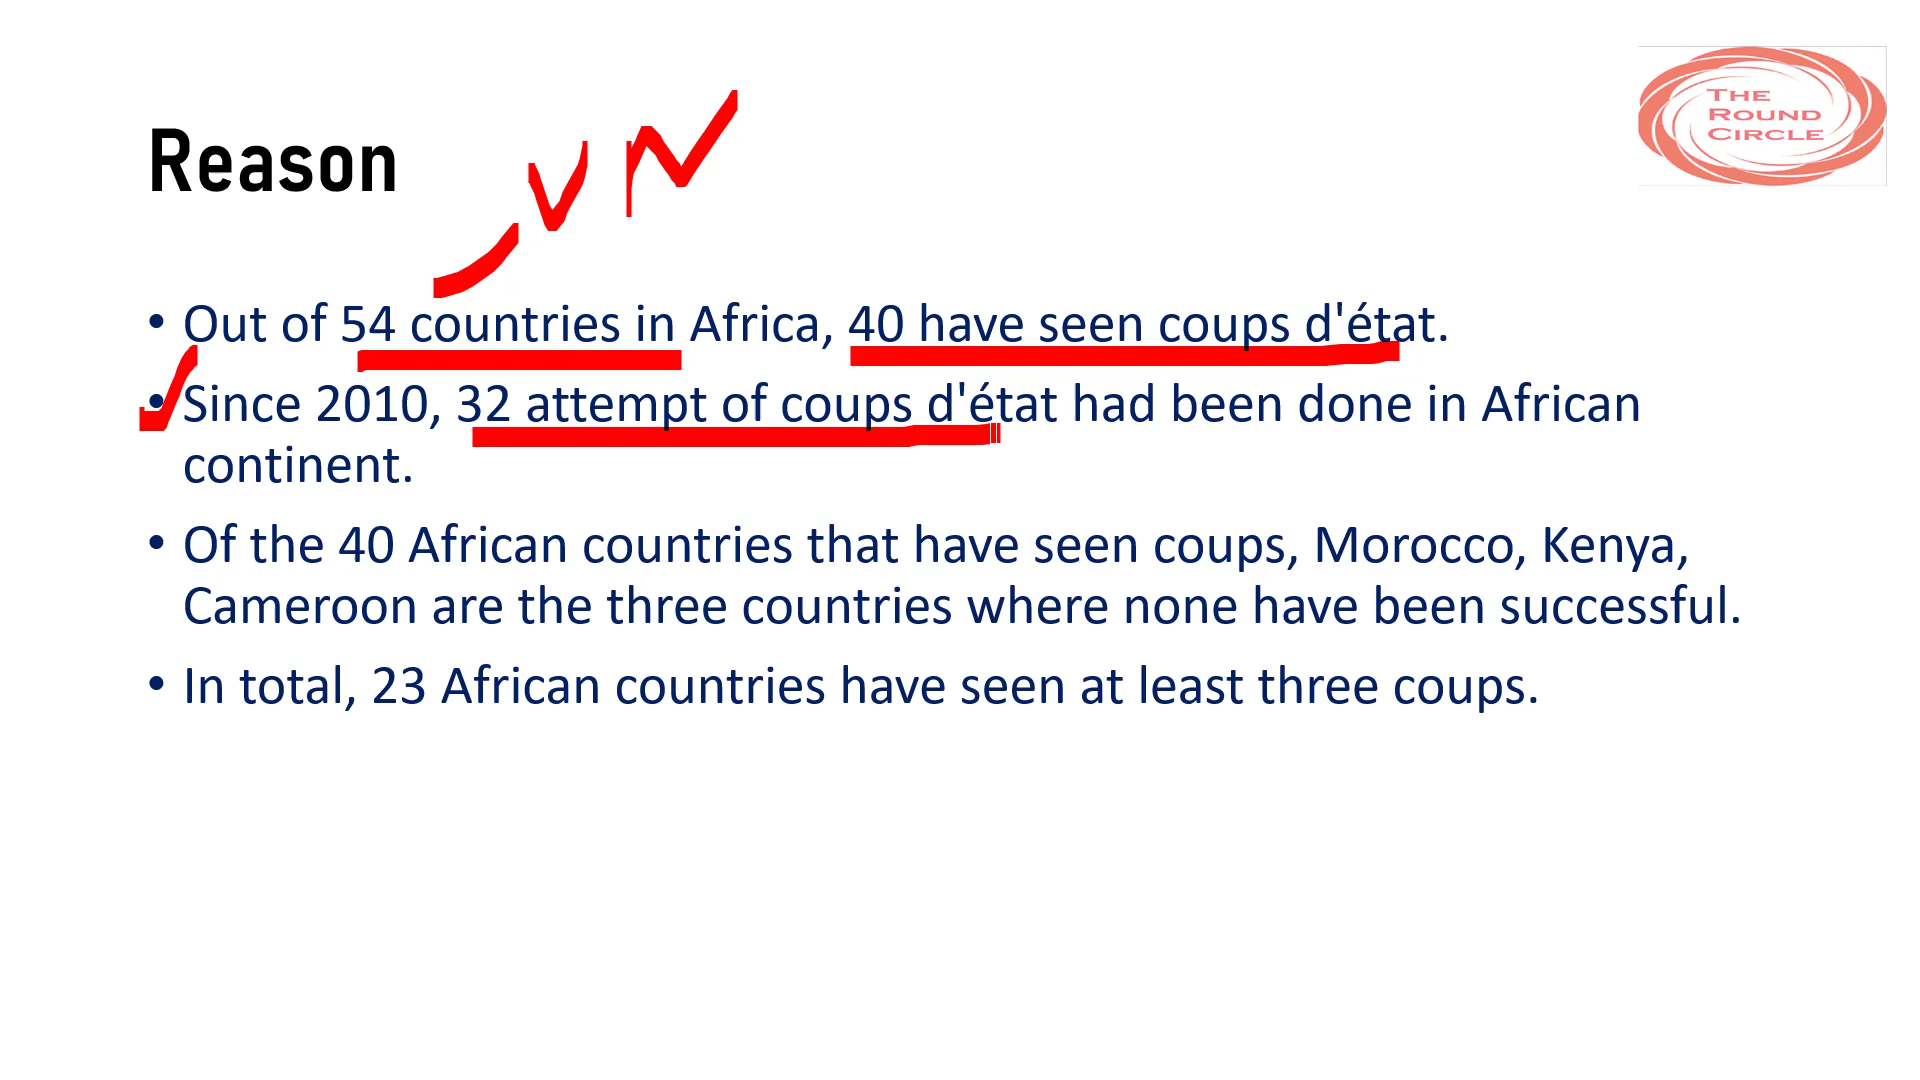 THE
ROUND
CIRCLE
Reason
• Out of 54 countries in Africa, 40 have seen coups d'état.
• Since 2010, 32 attempt of coups d'état had been done in African
continent.
• Of the 40 African countries that have seen coups, Morocco, Kenya,
Cameroon are the three countries where none have been successful.
• In total, 23 African countries have seen at least three coups.